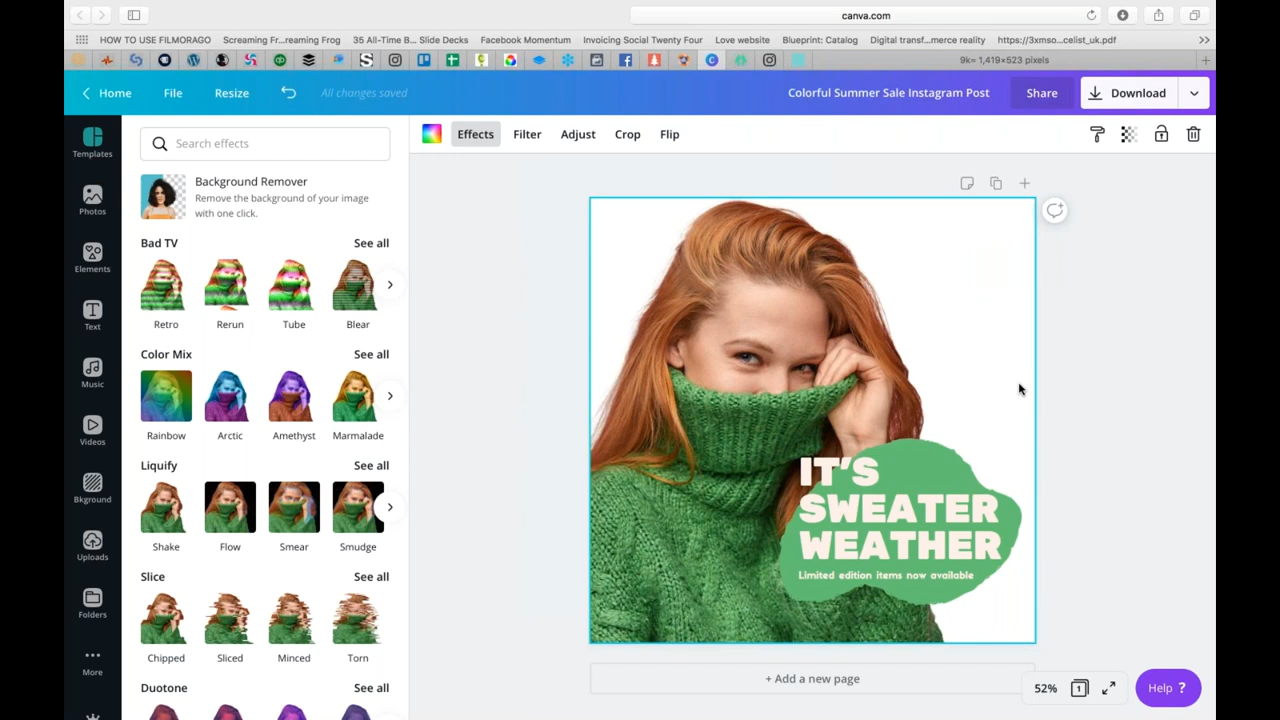 canva.com
HOW TO USE FILMORAGO Screaming Fr...reaming Frog 35 All-Time B... Slide Decks Facebook Momentum Invoicing Social Twenty Four Love website Blueprint: Catalog Digital transf...merce reality https://3xmso...celist_uk.pdf
9k= 1,419×523 pixels
Home File Resize All changes saved Colorful Summer Sale Instagram Post Share Download
Effects Filter Adjust Crop Flip
Templates
Photos
Elements
Text
Music
Videos
Bkground
Uploads
Folders
More
Search effects
Background Remover
Remove the background of your image
with one click.
Bad TV See all
Retro Rerun Tube Blear
Color Mix See all
Rainbow Arctic Amethyst Marmalade
Liquify See all
Shake Flow Smear Smudge
Slice See all
Chipped Sliced Minced Torn
Duotone See all
IT'S
SWEATER
WEATHER
Limited edition items now available
+ Add a new page
52% 1 Help ?